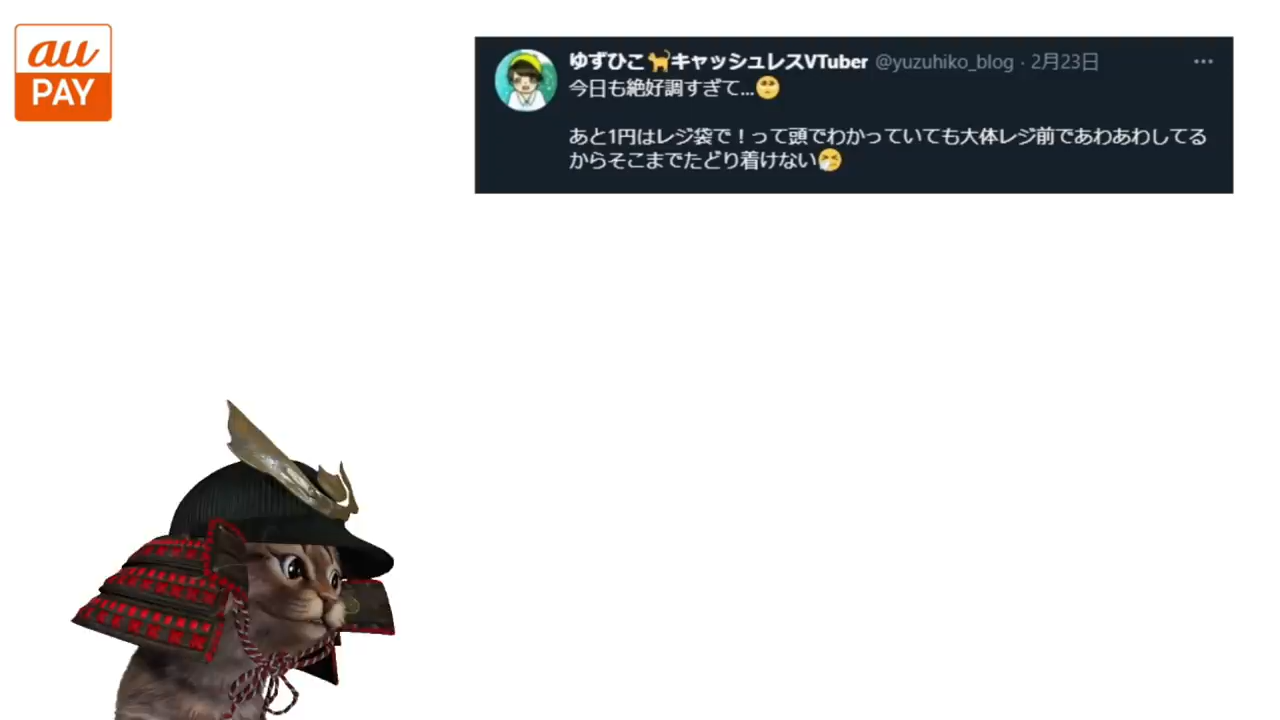 au
PAY
ゆずひこ🐈キャッシュレスVTuber @yuzuhiko_blog · 2月23日
今日も絶好調すぎて...🥺
あと1円はレジ袋で！って頭でわかっていても大体レジ前であわあわしてる
からそこまでたどり着けない🤧